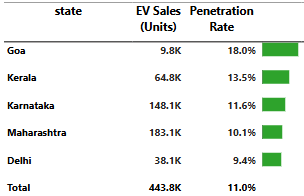 state EV Sales (Units) Penetration Rate
Goa 9.8K 18.0%
Kerala 64.8K 13.5%
Karnataka 148.1K 11.6%
Maharashtra 183.1K 10.1%
Delhi 38.1K 9.4%
Total 443.8K 11.0%